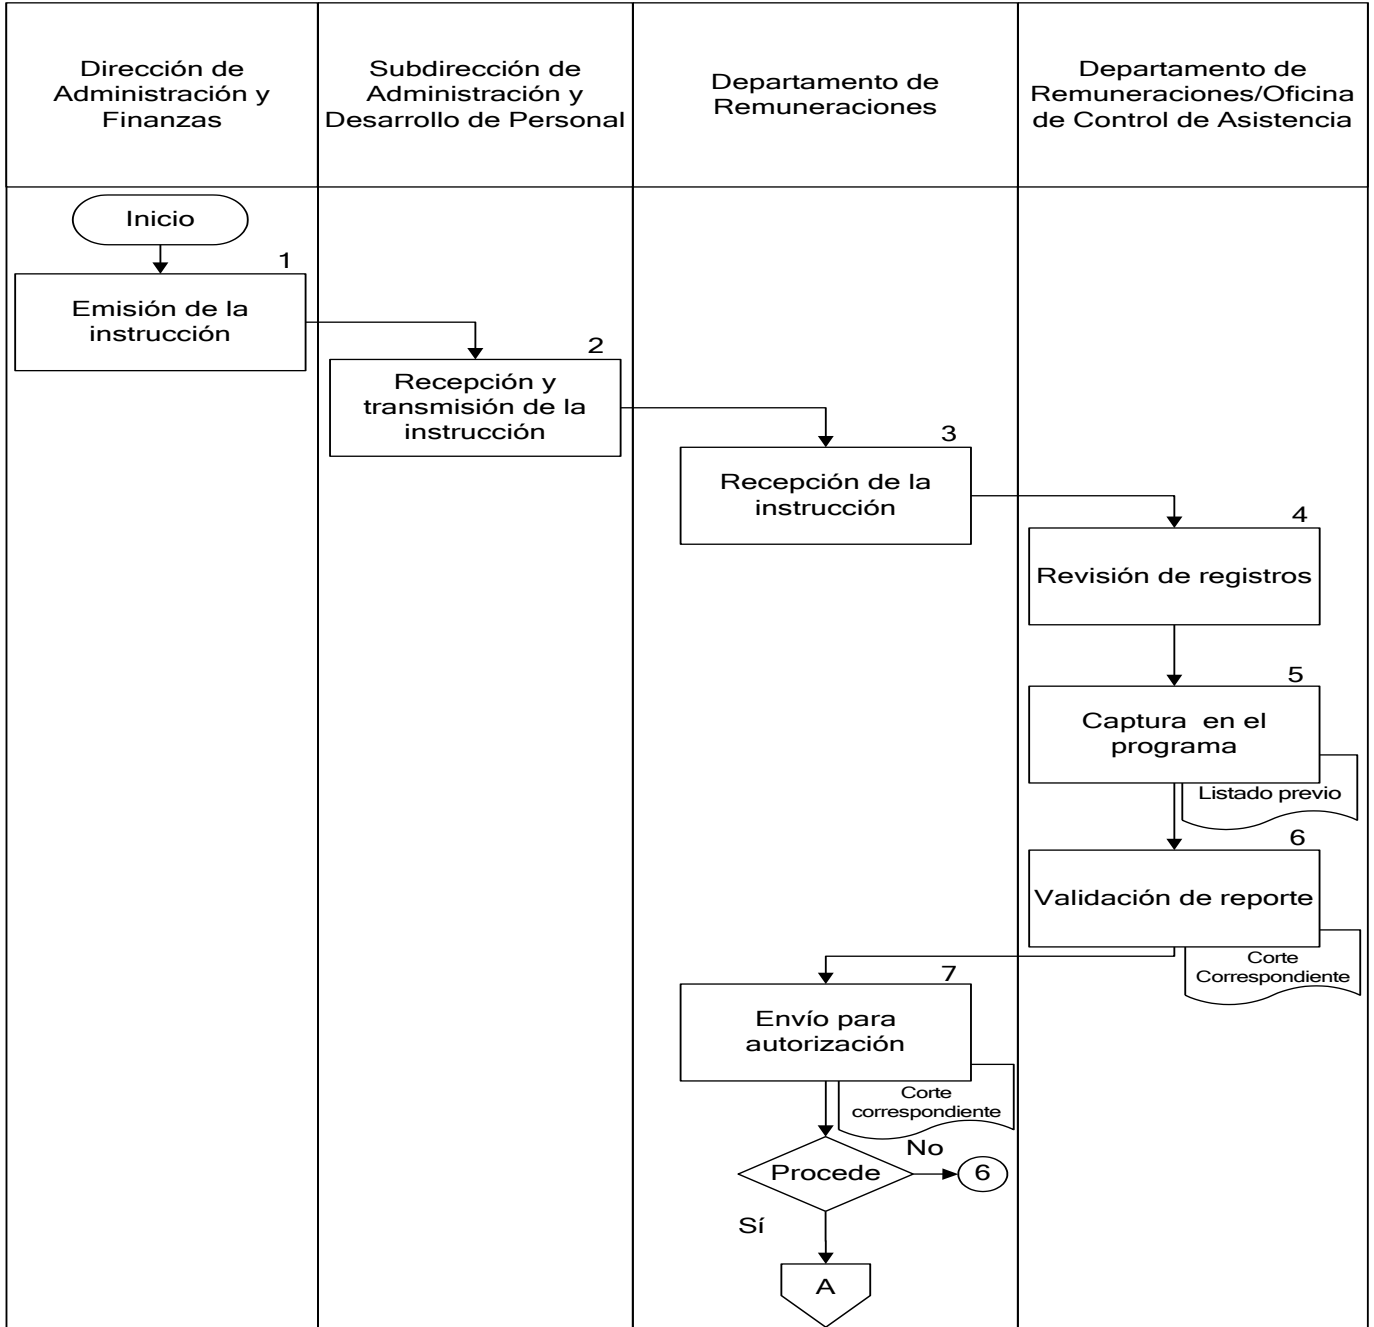 Dirección de
Administración y
Finanzas
Subdirección de
Administración y
Desarrollo de Personal
Departamento de
Remuneraciones
Departamento de
Remuneraciones/Oficina
de Control de Asistencia
Inicio
1
Emisión de la
instrucción
2
Recepción y
transmisión de la
instrucción
3
Recepción de la
instrucción
4
Revisión de registros
5
Captura en el
programa
Listado previo
6
Validación de reporte
Corte
Correspondiente
7
Envío para
autorización
Corte
correspondiente
Procede
No
6
Sí
A